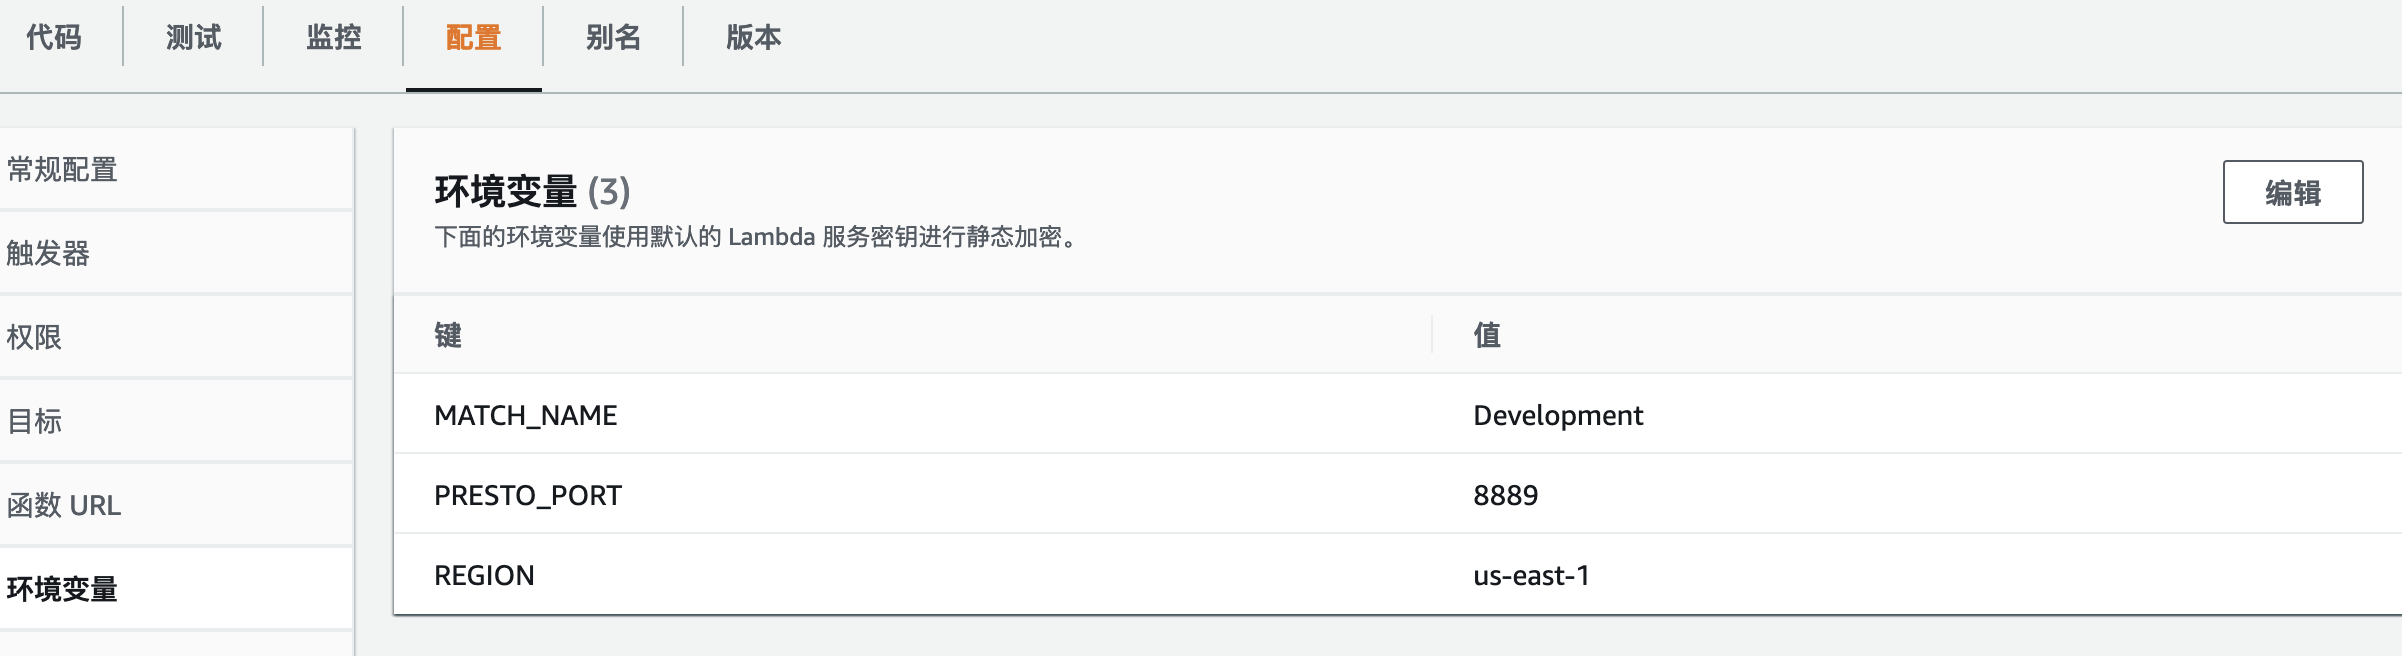 代码 测试 监控 配置 别名 版本
常规配置
触发器
权限
目标
函数 URL
环境变量
环境变量 (3)
编辑
下面的环境变量使用默认的 Lambda 服务密钥进行静态加密。
键 值
MATCH_NAME Development
PRESTO_PORT 8889
REGION us-east-1